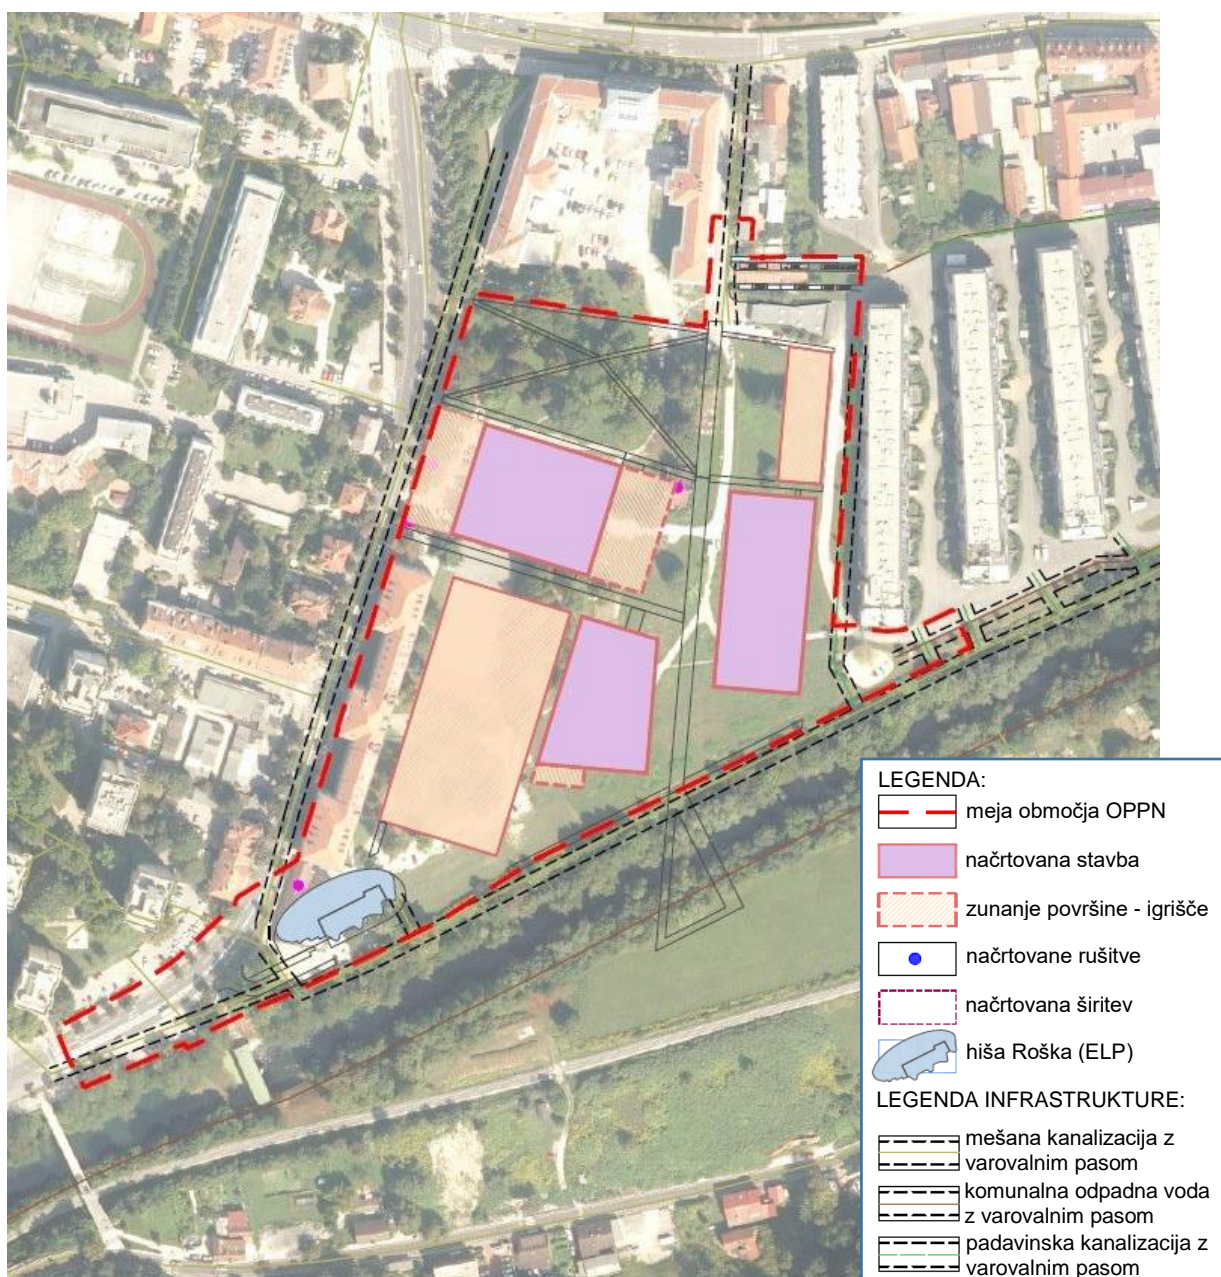 LEGENDA:
meja območja OPPN
načrtovana stavba
zunanje površine - igrišče
načrtovane rušitve
načrtovana širitev
hiša Roška (ELP)
LEGENDA INFRASTRUKTURE:
mešana kanalizacija z
varovalnim pasom
komunalna odpadna voda
z varovalnim pasom
padavinska kanalizacija z
varovalnim pasom